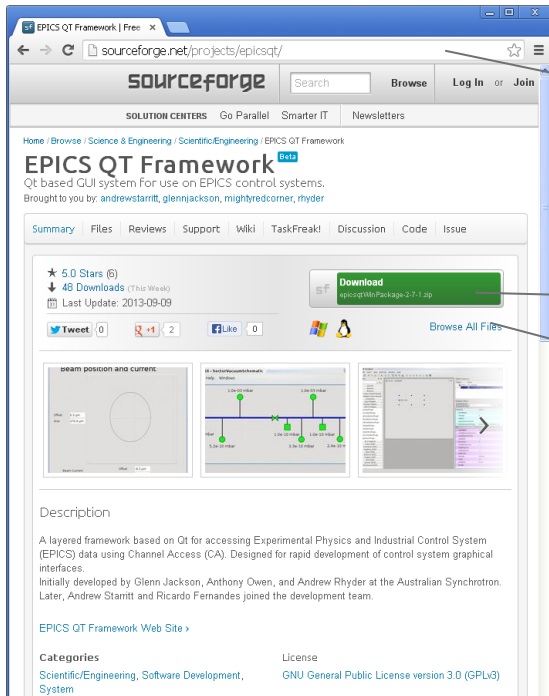 EPICS QT Framework | Free
sourceforge.net/projects/epicsqt/
sourceforge
Search
Browse
Log In or Join
SOLUTION CENTERS Go Parallel Smarter IT Newsletters
Home / Browse / Science & Engineering / Scientific/Engineering / EPICS QT Framework
EPICS QT Framework Beta
Qt based GUI system for use on EPICS control systems.
Brought to you by: andrewstarritt, glennjackson, mightyredcorner, rhyder
Summary Files Reviews Support Wiki TaskFreak! Discussion Code Issue
5.0 Stars (6)
48 Downloads (This Week)
Last Update: 2013-09-09
sf
Download
epicsqtWinPackage-2-7-1.zip
Tweet 0
+1 2
Like 0
Browse All Files
Beam position and current
Beam Current
Offset
SectorVacuumSchematic
Help Windows
Description
A layered framework based on Qt for accessing Experimental Physics and Industrial Control System
(EPICS) data using Channel Access (CA). Designed for rapid development of control system graphical
interfaces.
Initially developed by Glenn Jackson, Anthony Owen, and Andrew Rhyder at the Australian Synchrotron.
Later, Andrew Starritt and Ricardo Fernandes joined the development team.
EPICS QT Framework Web Site ›
Categories
Scientific/Engineering, Software Development,
System
License
GNU General Public License version 3.0 (GPLv3)